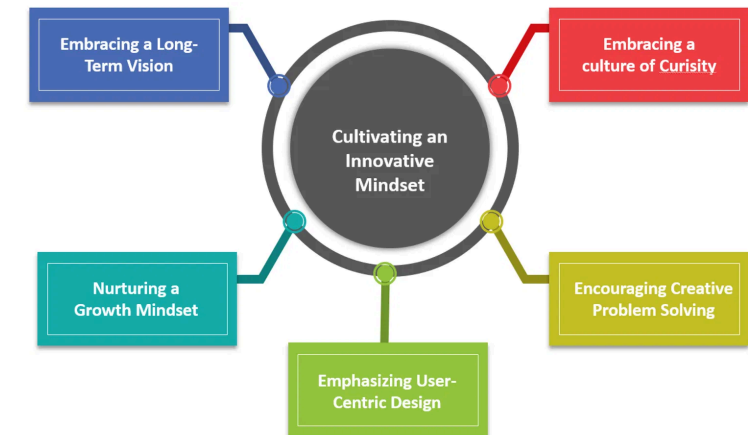 Embracing a Long-
Term Vision
Embracing a
culture of Curisity
Cultivating an
Innovative
Mindset
Nurturing a
Growth Mindset
Encouraging Creative
Problem Solving
Emphasizing User-
Centric Design